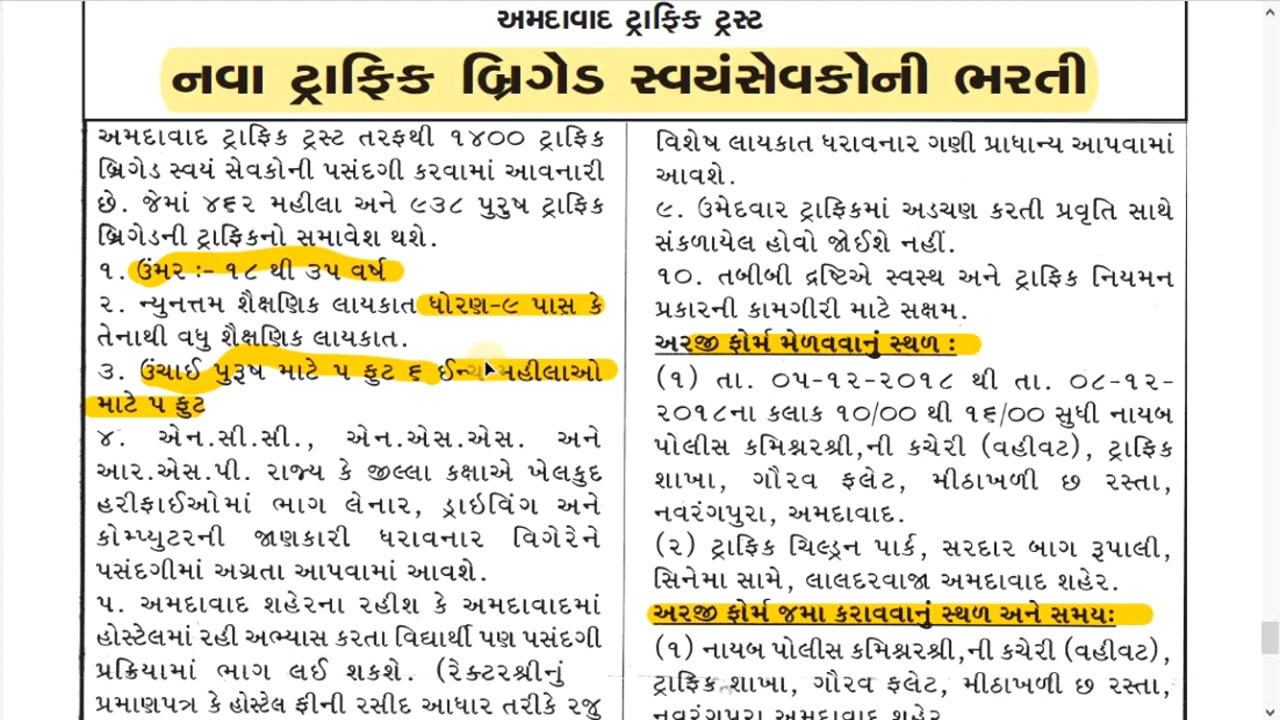 અમદાવાદ ટ્રાફિક ટ્રસ્ટ
નવા ટ્રાફિક બ્રિગેડ સ્વયંસેવકોની ભરતી
અમદાવાદ ટ્રાફિક ટ્રસ્ટ તરફથી ૧૪૦૦ ટ્રાફિક
બ્રિગેડ સ્વયં સેવકોની પસંદગી કરવામાં આવનારી
છે. જેમાં ૪૬૨ મહીલા અને ૯૩૮ પુરુષ ટ્રાફિક
બ્રિગેડની ટ્રાફિકનો સમાવેશ થશે.
૧. ઉંમર :- ૧૮ થી ૩૫ વર્ષ
૨. ન્યુનત્તમ શૈક્ષણિક લાયકાત ધોરણ-૯ પાસ કે
તેનાથી વધુ શૈક્ષણિક લાયકાત.
૩. ઉંચાઈ પુરૂષ માટે ૫ ફુટ ૬ ઈન્ચ મહીલાઓ
માટે ૫ ફુટ
૪. એન.સી.સી., એન.એસ.એસ. અને
આર.એસ.પી. રાજ્ય કે જીલ્લા કક્ષાએ ખેલકુદ
હરીફાઈઓમાં ભાગ લેનાર, ડ્રાઇવિંગ અને
કોમ્પ્યુટરની જાણકારી ધરાવનાર વિગેરેને
પસંદગીમાં અગ્રતા આપવામાં આવશે.
૫. અમદાવાદ શહેરના રહીશ કે અમદાવાદમાં
હોસ્ટેલમાં રહી અભ્યાસ કરતા વિદ્યાર્થી પણ પસંદગી
પ્રક્રિયામાં ભાગ લઈ શકશે. (રેક્ટરશ્રીનું
પ્રમાણપત્ર કે હોસ્ટેલ ફીની રસીદ આધાર તરીકે રજુ
વિશેષ લાયકાત ધરાવનાર ગણી પ્રાધાન્ય આપવામાં
આવશે.
૯. ઉમેદવાર ટ્રાફિકમાં અડચણ કરતી પ્રવૃતિ સાથે
સંકળાયેલ હોવો જોઈશે નહીં.
૧૦. તબીબી દ્રષ્ટિએ સ્વસ્થ અને ટ્રાફિક નિયમન
પ્રકારની કામગીરી માટે સક્ષમ.
અરજી ફોર્મ મેળવવાનું સ્થળ :
(૧) તા. ૦૫-૧૨-૨૦૧૮ થી તા. ૦૮-૧૨-
૨૦૧૮ના કલાક ૧૦/૦૦ થી ૧૬/૦૦ સુધી નાયબ
પોલીસ કમિશ્નરશ્રી,ની કચેરી (વહીવટ), ટ્રાફિક
શાખા, ગૌરવ ફલેટ, મીઠાખળી છ રસ્તા,
નવરંગપુરા, અમદાવાદ.
(૨) ટ્રાફિક ચિલ્ડ્રન પાર્ક, સરદાર બાગ રૂપાલી,
સિનેમા સામે, લાલદરવાજા અમદાવાદ શહેર.
અરજી ફોર્મ જમા કરાવવાનું સ્થળ અને સમયઃ
(૧) નાયબ પોલીસ કમિશ્નરશ્રી,ની કચેરી (વહીવટ),
ટ્રાફિક શાખા, ગૌરવ ફલેટ, મીઠાખળી છ રસ્તા,
નવરંગપુરા અમદાવાદ શહેર